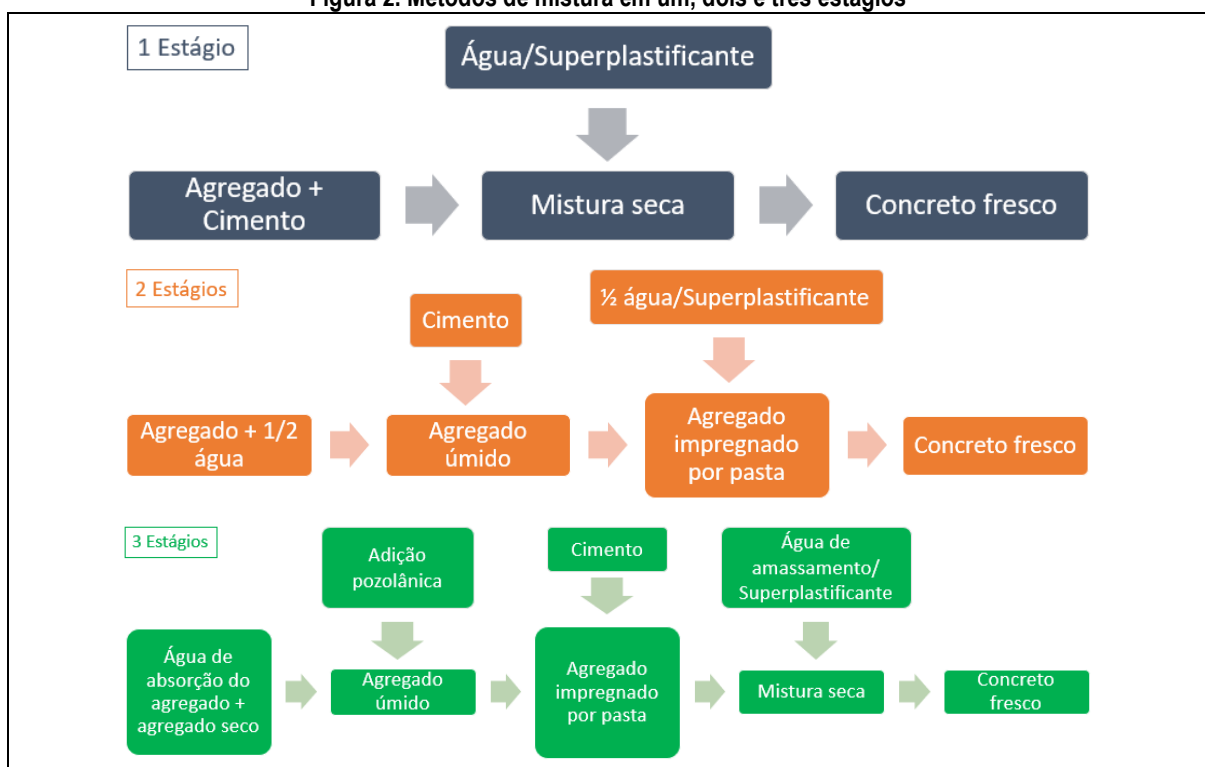 Figura 2. Métodos de mistura em um, dois e três estágios
1 Estágio
Água/Superplastificante
Agregado +
Cimento
Mistura seca
Concreto fresco
2 Estágios
Cimento
½ água/Superplastificante
Agregado + 1/2
água
Agregado
úmido
Agregado
impregnado
por pasta
Concreto fresco
3 Estágios
Adição
pozolânica
Cimento
Água de
amassamento/
Superplastificante
Água de
absorção do
agregado +
agregado seco
Agregado
úmido
Agregado
impregnado
por pasta
Mistura seca
Concreto
fresco